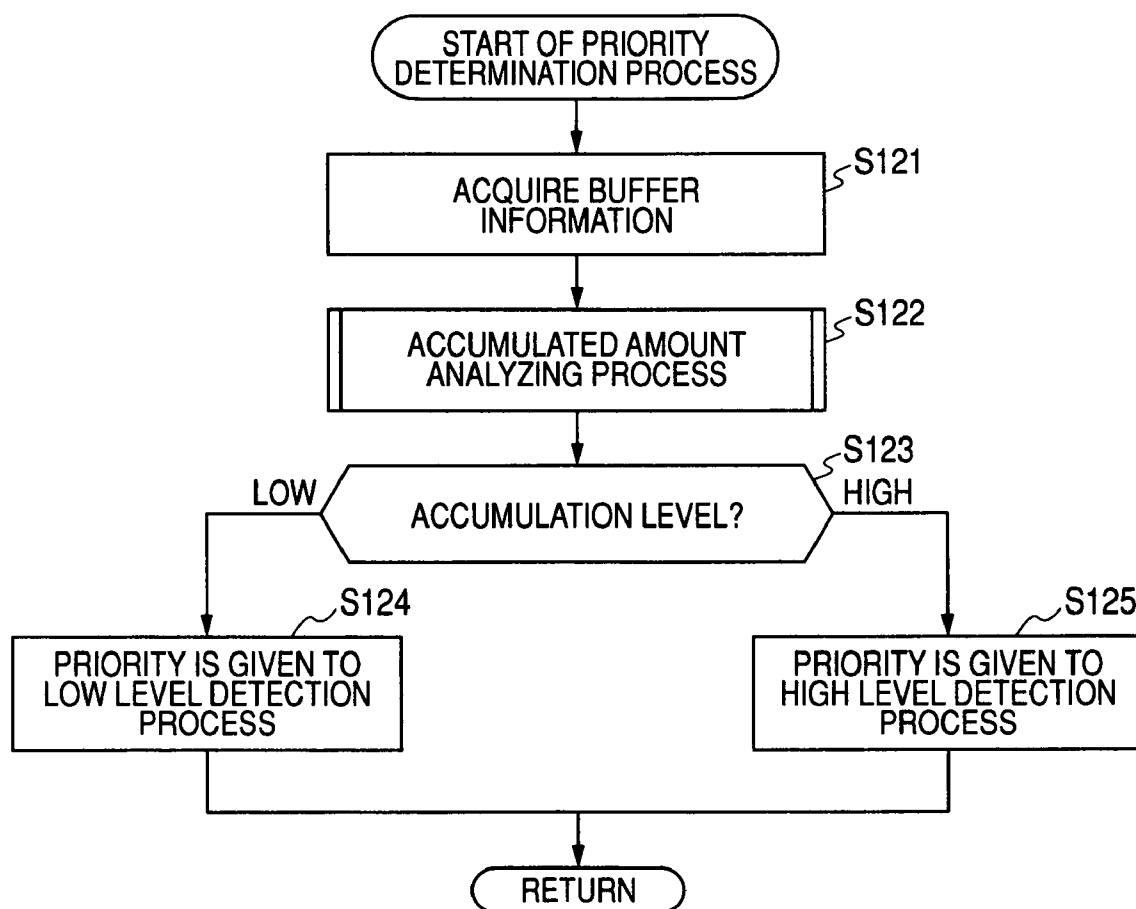 START OF PRIORITY
DETERMINATION PROCESS
S121
ACQUIRE BUFFER
INFORMATION
S122
ACCUMULATED AMOUNT
ANALYZING PROCESS
S123
LOW
HIGH
ACCUMULATION LEVEL?
S124
PRIORITY IS GIVEN TO
LOW LEVEL DETECTION
PROCESS
S125
PRIORITY IS GIVEN TO
HIGH LEVEL DETECTION
PROCESS
RETURN